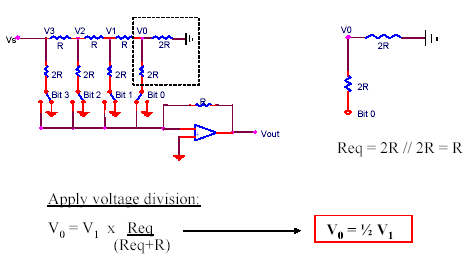 V3 V2 V1 V0
Vs R R R 2R
2R 2R 2R 2R
Bit 3 Bit 2 Bit 1 Bit 0
R
Vout
V0
2R
2R
Bit 0
Req = 2R // 2R = R
Apply voltage division:
V₀ = V₁ x Req
(Req+R)
V₀ = ½ V₁